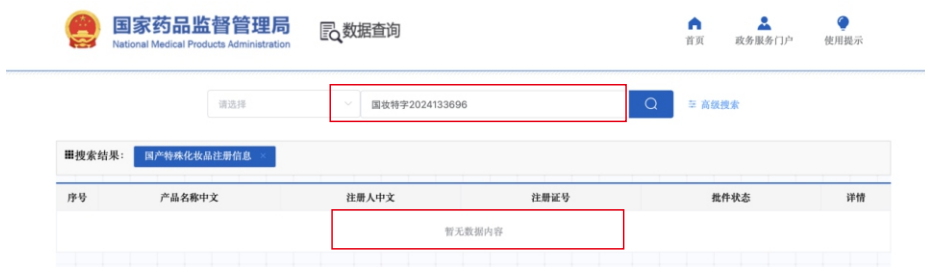 国家药品监督管理局
National Medical Products Administration
数据查询
首页
政务服务门户
使用提示
请选择
国妆特字2024133696
高级搜索
搜索结果：
国产特殊化妆品注册信息 ×
序号 产品名称中文 注册人中文 注册证号 批件状态 详情
暂无数据内容